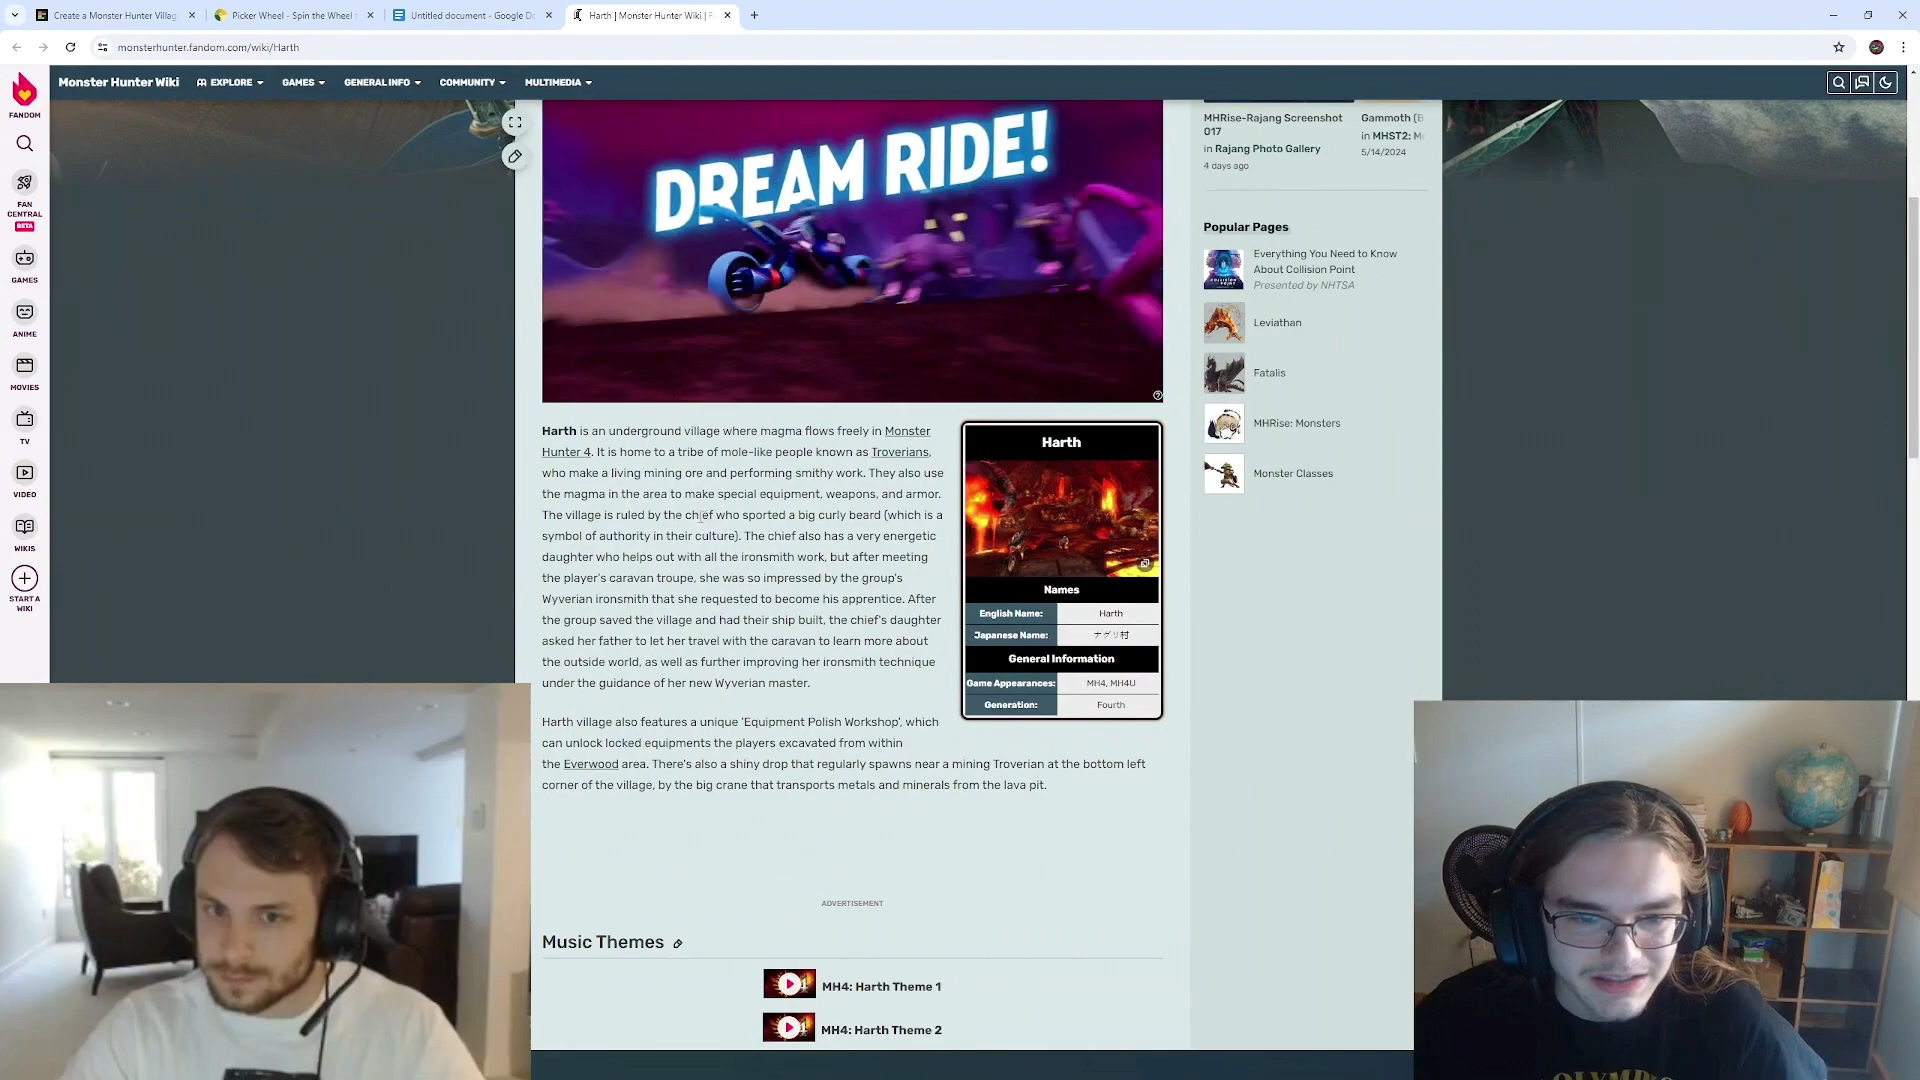 Create a Monster Hunter Villag
Picker Wheel - Spin the Wheel
Untitled document - Google De
Harth | Monster Hunter Wiki | F
monsterhunter.fandom.com/wiki/Harth
Monster Hunter Wiki
EXPLORE
GAMES
GENERAL INFO
COMMUNITY
MULTIMEDIA
FANDOM
FAN
CENTRAL
BETA
GAMES
ANIME
MOVIES
TV
VIDEO
WIKIS
START A
WIKI
DREAM RIDE!
MHRise-Rajang Screenshot
017
in Rajang Photo Gallery
4 days ago
Gammoth (B
in MHST2: M
5/14/2024
Popular Pages
Everything You Need to Know
About Collision Point
Presented by NHTSA
Leviathan
Fatalis
MHRise: Monsters
Monster Classes
Harth is an underground village where magma flows freely in Monster
Hunter 4. It is home to a tribe of mole-like people known as Troverians,
who make a living mining ore and performing smithy work. They also use
the magma in the area to make special equipment, weapons, and armor.
The village is ruled by the chief who sported a big curly beard (which is a
symbol of authority in their culture). The chief also has a very energetic
daughter who helps out with all the ironsmith work, but after meeting
the player's caravan troupe, she was so impressed by the group's
Wyverian ironsmith that she requested to become his apprentice. After
the group saved the village and had their ship built, the chief's daughter
asked her father to let her travel with the caravan to learn more about
the outside world, as well as further improving her ironsmith technique
under the guidance of her new Wyverian master.
Harth village also features a unique 'Equipment Polish Workshop', which
can unlock locked equipments the players excavated from within
the Everwood area. There's also a shiny drop that regularly spawns near a mining Troverian at the bottom left
corner of the village, by the big crane that transports metals and minerals from the lava pit.
Harth
Names
English Name: Harth
Japanese Name: ナグリ村
General Information
Game Appearances: MH4, MH4U
Generation: Fourth
ADVERTISEMENT
Music Themes
MH4: Harth Theme 1
MH4: Harth Theme 2